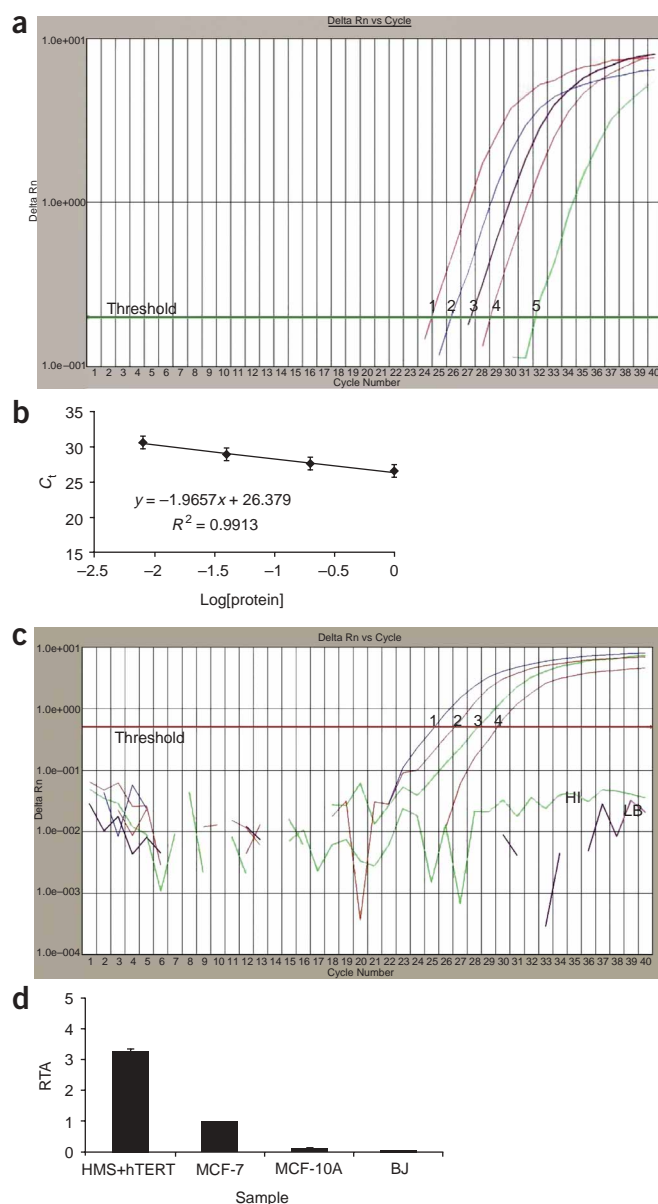 a
Delta Rn vs Cycle
1.0e+001
1.0e+000
1.0e–001
Delta Rn
Threshold
1 2 3 4 5
1 2 3 4 5 6 7 8 9 10 11 12 13 14 15 16 17 18 19 20 21 22 23 24 25 26 27 28 29 30 31 32 33 34 35 36 37 38 39 40
Cycle Number
b
35
30
25
20
15
Ct
y = –1.9657x + 26.379
R² = 0.9913
–2.5 –2 –1.5 –1 –0.5 0
Log[protein]
c
Delta Rn vs Cycle
1.0e+001
1.0e+000
1.0e–001
1.0e–002
1.0e–003
1.0e–004
Delta Rn
Threshold
1 2 3 4
HI
LB
1 2 3 4 5 6 7 8 9 10 11 12 13 14 15 16 17 18 19 20 21 22 23 24 25 26 27 28 29 30 31 32 33 34 35 36 37 38 39 40
Cycle Number
d
5
4
3
2
1
0
RTA
HMS+hTERT MCF-7 MCF-10A BJ
Sample